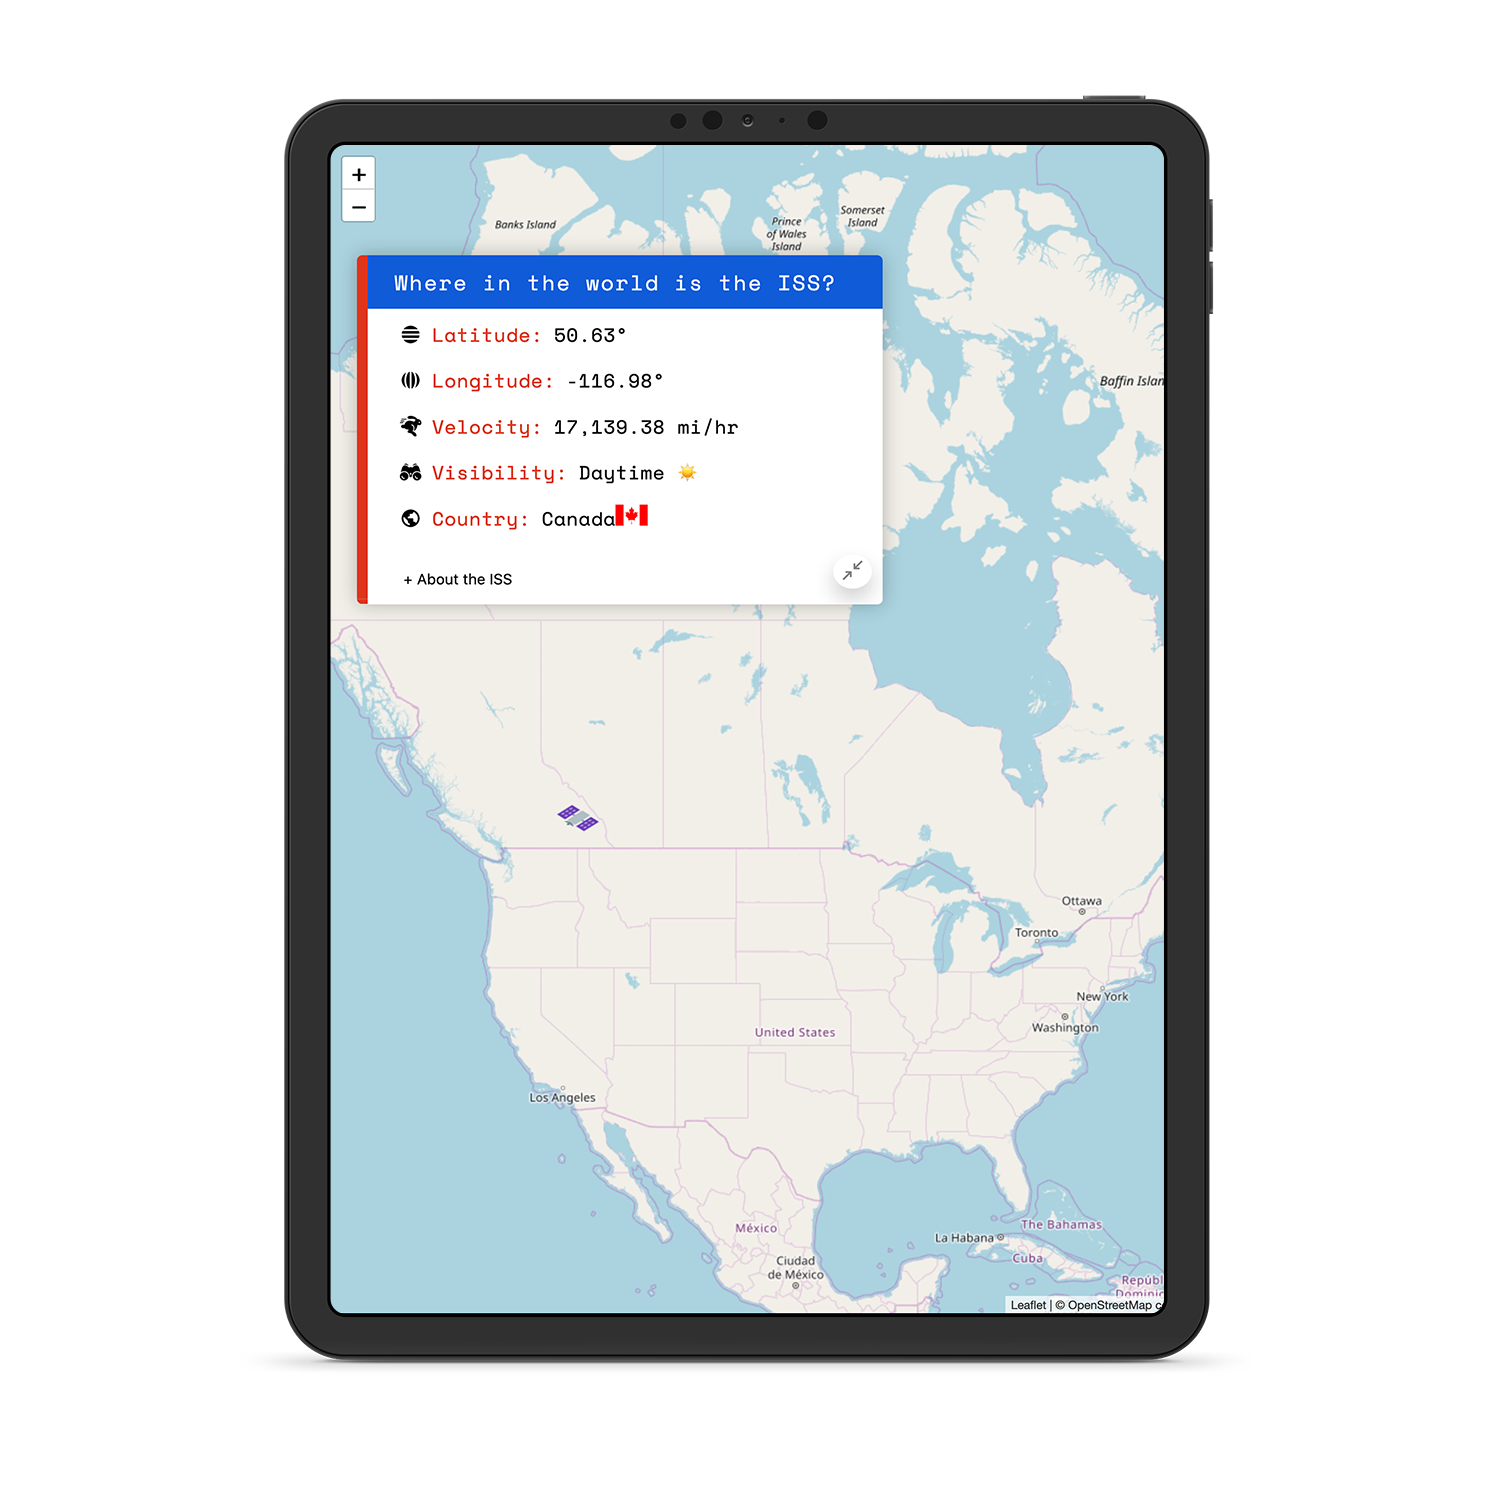 +
−
Banks Island
Prince
of Wales
Island
Somerset
Island
Where in the world is the ISS?
Latitude: 50.63°
Longitude: -116.98°
Velocity: 17,139.38 mi/hr
Visibility: Daytime
Country: Canada
+ About the ISS
Baffin Islan
Ottawa
Toronto
New York
Washington
United States
Los Angeles
México
Ciudad
de México
La Habana
The Bahamas
Cuba
Repúbl
Dominic
Leaflet | © OpenStreetMap c